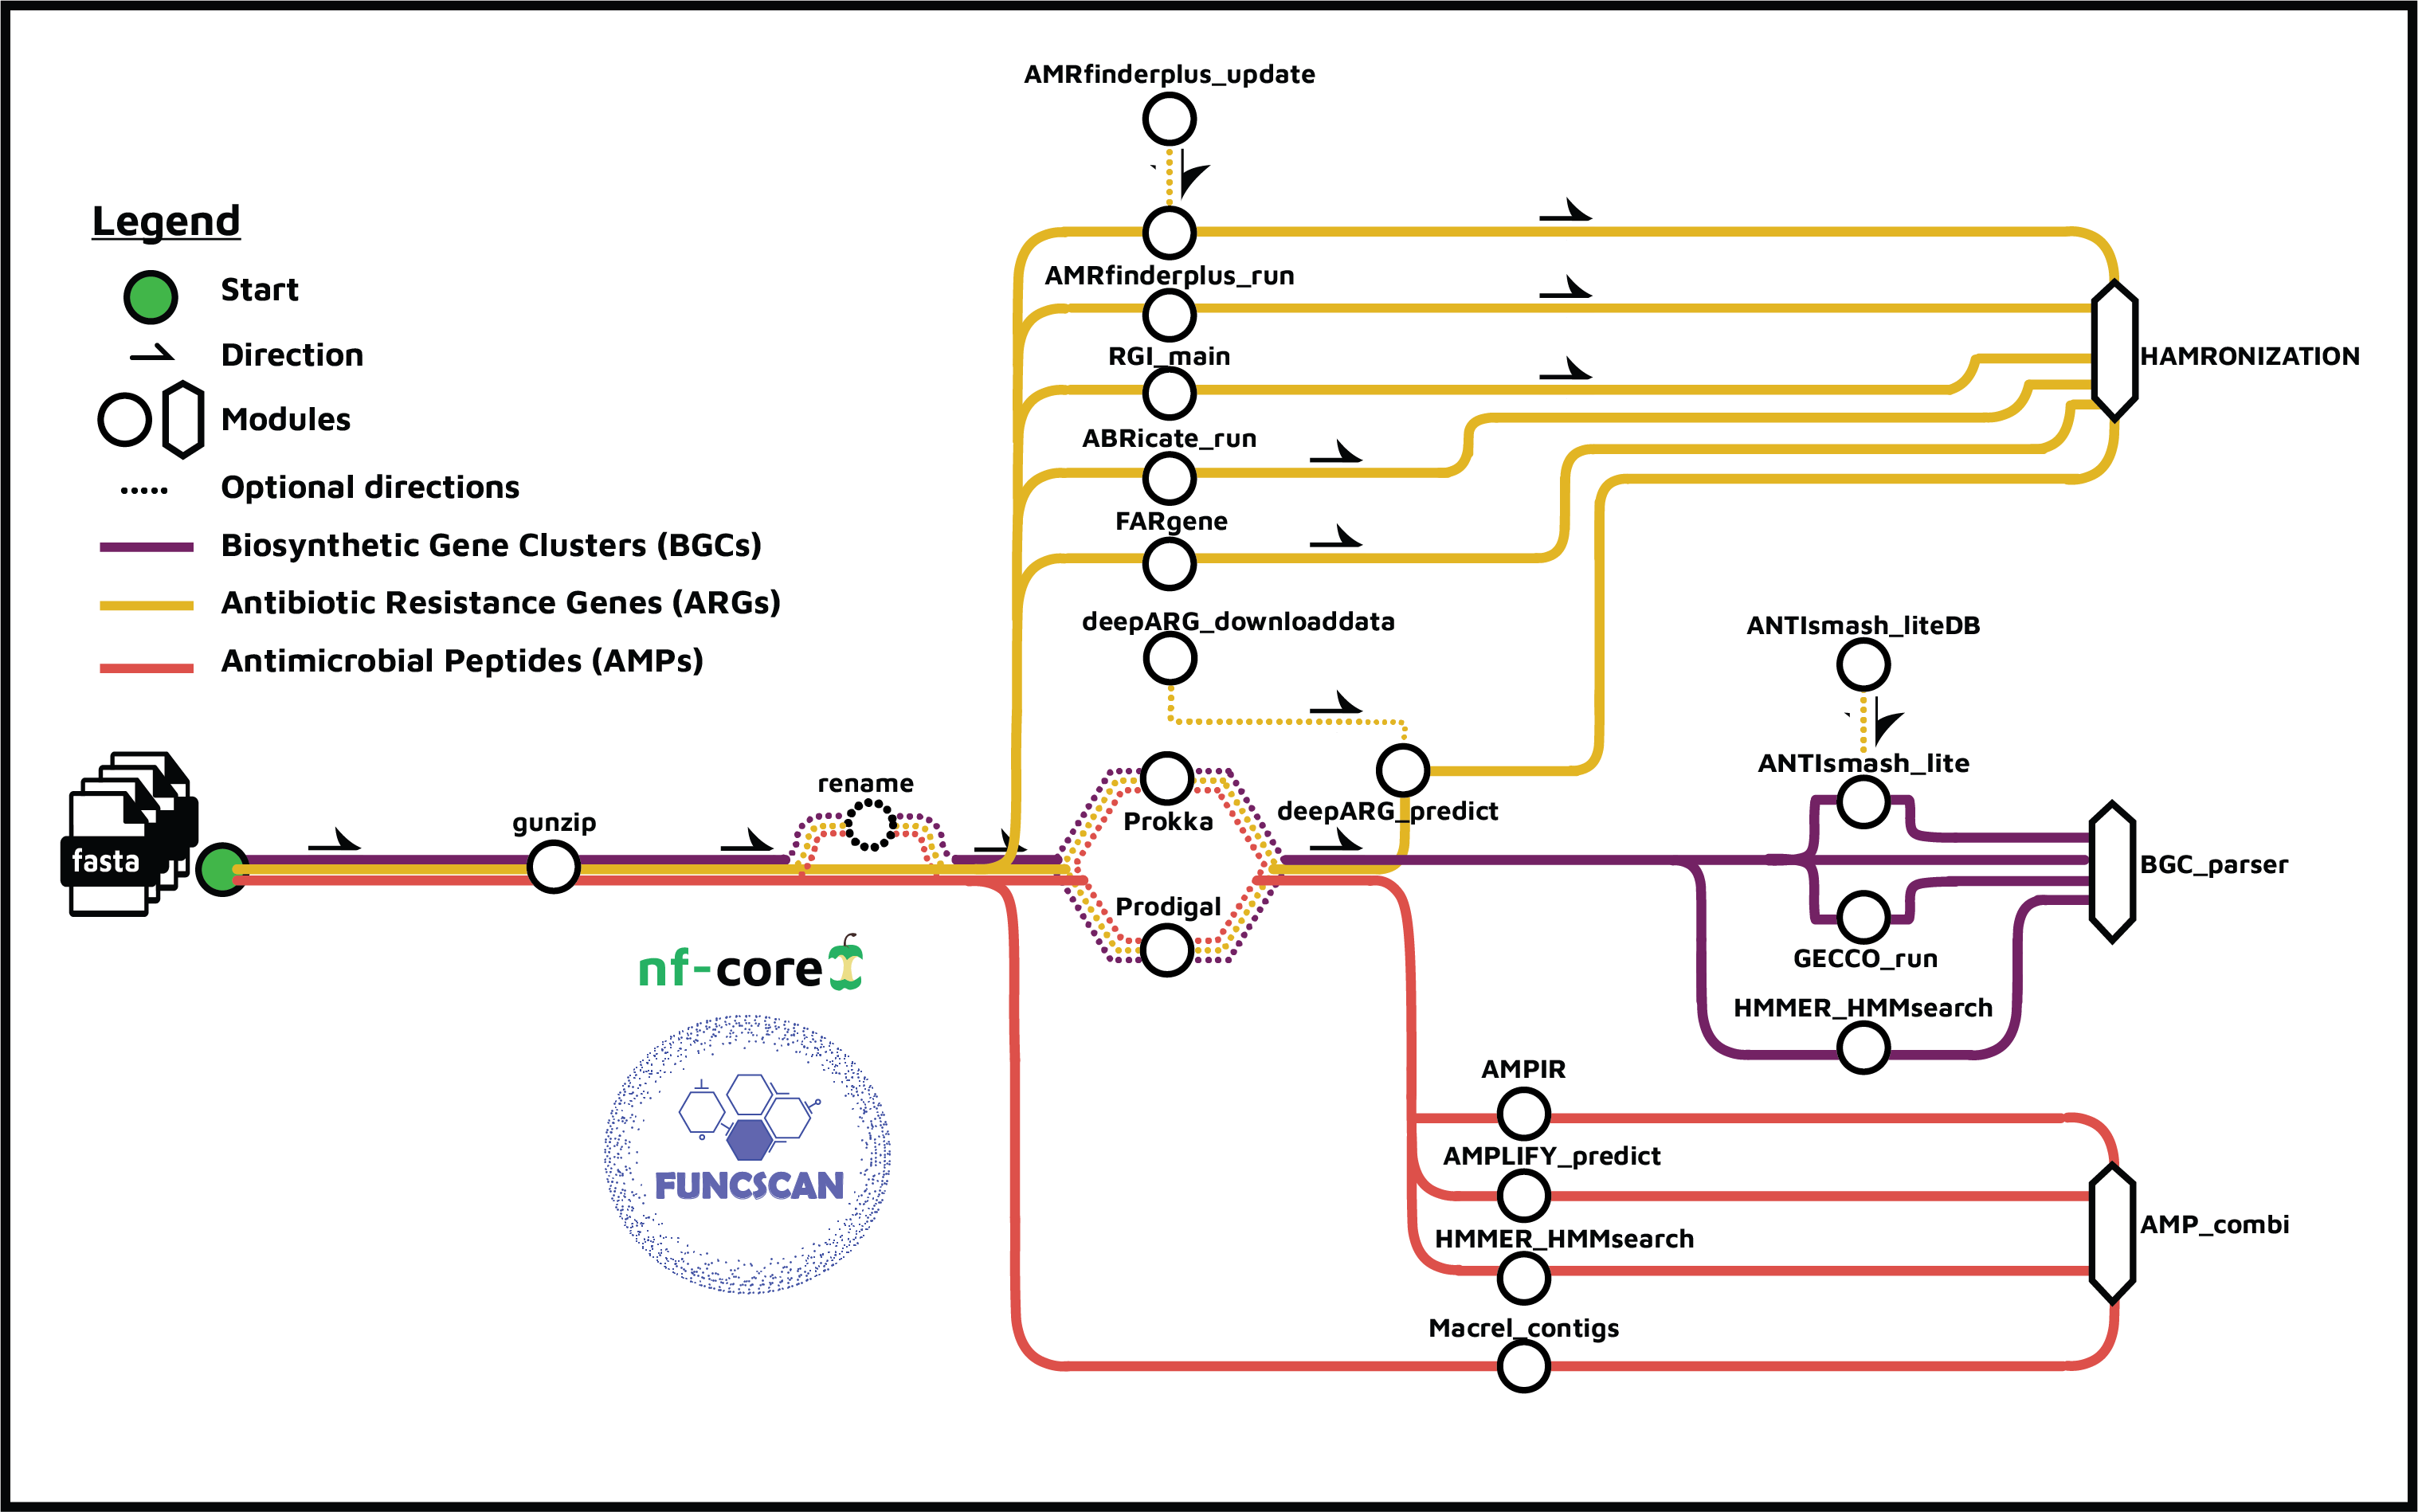 Legend
Start
Direction
Modules
Optional directions
Biosynthetic Gene Clusters (BGCs)
Antibiotic Resistance Genes (ARGs)
Antimicrobial Peptides (AMPs)
fasta
gunzip
rename
nf-core
FUNCSCAN
AMRfinderplus_update
AMRfinderplus_run
RGI_main
ABRicate_run
FARgene
deepARG_downloaddata
deepARG_predict
Prokka
Prodigal
HAMRONIZATION
ANTIsmash_liteDB
ANTIsmash_lite
GECCO_run
HMMER_HMMsearch
BGC_parser
AMPIR
AMPLIFY_predict
HMMER_HMMsearch
Macrel_contigs
AMP_combi